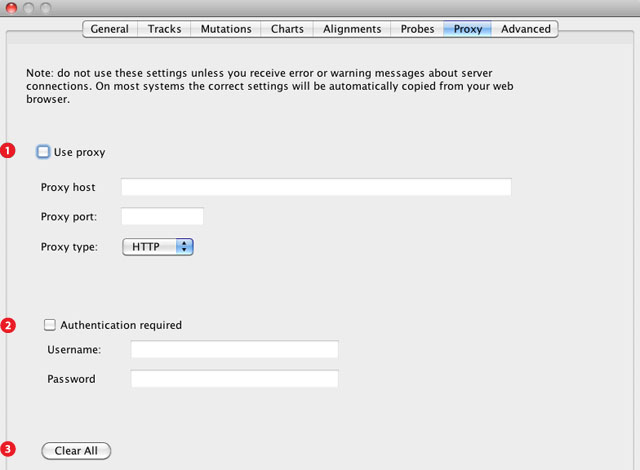 General Tracks Mutations Charts Alignments Probes Proxy Advanced
Note: do not use these settings unless you receive error or warning messages about server
connections. On most systems the correct settings will be automatically copied from your web
browser.
1 Use proxy
Proxy host
Proxy port:
Proxy type: HTTP
2 Authentication required
Username:
Password
3 Clear All